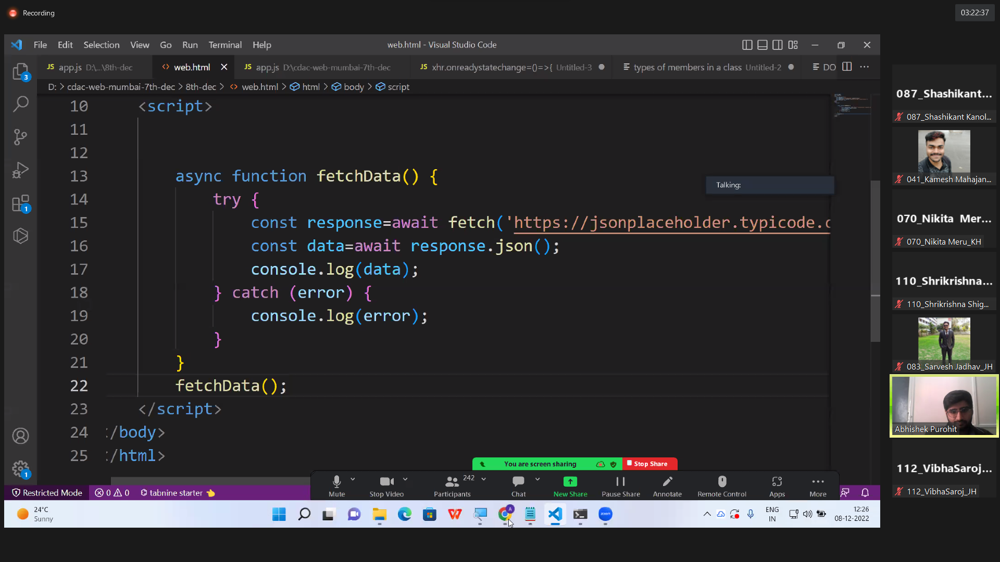 Recording
03:22:37
File Edit Selection View Go Run Terminal Help
web.html - Visual Studio Code
JS app.js D:\...\8th-dec
<> web.html
JS app.js D:\cdac-web-mumbai-7th-dec
JS xhr.onreadystatechange=()=>{ Untitled-3
types of members in a class Untitled-2
DO
D: > cdac-web-mumbai-7th-dec > 8th-dec > <> web.html > html > body > script
10 <script>
11
12
13 async function fetchData() {
14 try {
15 const response=await fetch('https://jsonplaceholder.typicode.c
16 const data=await response.json();
17 console.log(data);
18 } catch (error) {
19 console.log(error);
20 }
21 }
22 fetchData();
23 </script>
24 </body>
25 </html>
3
1
1
Talking:
You are screen sharing
Stop Share
Mute
Stop Video
242
Participants
Chat
New Share
Pause Share
Annotate
Remote Control
Apps
More
Restricted Mode
0 0
tabnine starter
24°C
Sunny
A
zoom
ENG
IN
12:26
08-12-2022
087_Shashikant...
087_Shashikant Kanol...
041_Kamesh Mahajan...
070_Nikita Mer...
070_Nikita Meru_KH
110_Shrikrishna...
110_Shrikrishna Shig...
083_Sarvesh Jadhav_JH
Abhishek Purohit
112_VibhaSaroj...
112_VibhaSaroj_JH